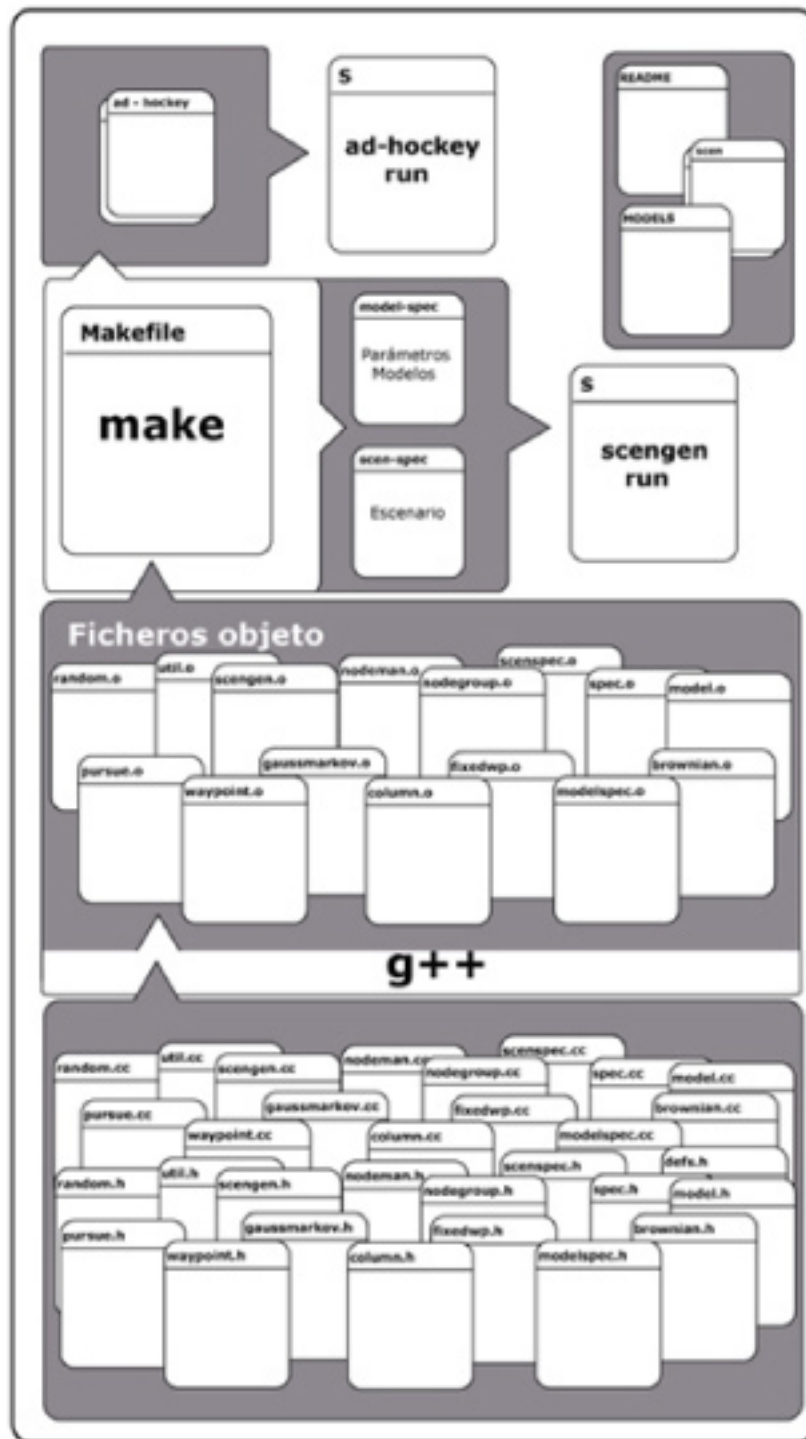 ad - hockey
S
ad-hockey
run
README
scen
MODELS
Makefile
make
model-spec
Parámetros
Modelos
scen-spec
Escenario
S
scengen
run
Ficheros objeto
random.o
util.o
scengen.o
nodeman.o
nodegroup.o
scenspec.o
spec.o
model.o
pursue.o
gaussmarkov.o
fixedwp.o
brownian.o
waypoint.o
column.o
modelspec.o
g++
random.cc
util.cc
scengen.cc
nodeman.cc
nodegroup.cc
scenspec.cc
spec.cc
model.cc
pursue.cc
gaussmarkov.cc
fixedwp.cc
brownian.cc
waypoint.cc
column.cc
modelspec.cc
random.h
util.h
scengen.h
nodeman.h
nodegroup.h
scenspec.h
spec.h
defs.h
model.h
pursue.h
gaussmarkov.h
fixedwp.h
brownian.h
waypoint.h
column.h
modelspec.h